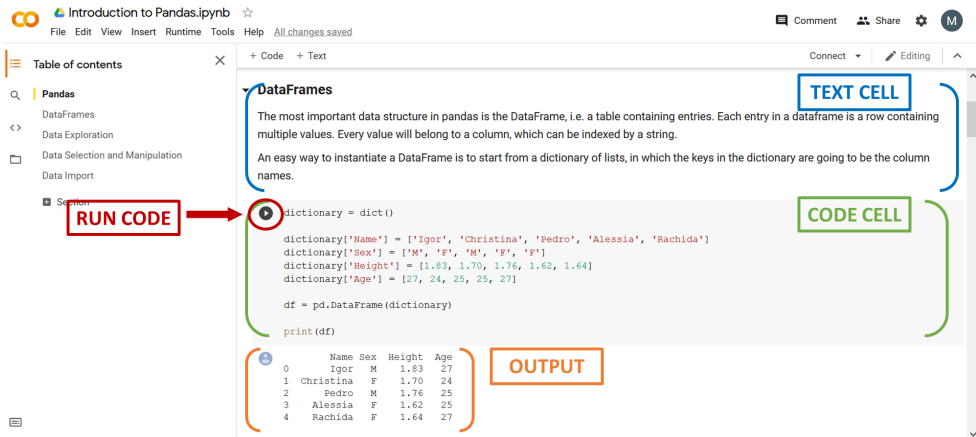 Introduction to Pandas.ipynb
Comment Share M
File Edit View Insert Runtime Tools Help All changes saved
Table of contents
+ Code + Text
Connect Editing
Pandas
DataFrames
Data Exploration
Data Selection and Manipulation
Data Import
Section
RUN CODE
DataFrames
TEXT CELL
The most important data structure in pandas is the DataFrame, i.e. a table containing entries. Each entry in a dataframe is a row containing
multiple values. Every value will belong to a column, which can be indexed by a string.
An easy way to instantiate a DataFrame is to start from a dictionary of lists, in which the keys in the dictionary are going to be the column
names.
CODE CELL
dictionary = dict()
dictionary['Name'] = ['Igor', 'Christina', 'Pedro', 'Alessia', 'Rachida']
dictionary['Sex'] = ['M', 'F', 'M', 'F', 'F']
dictionary['Height'] = [1.83, 1.70, 1.76, 1.62, 1.64]
dictionary['Age'] = [27, 24, 25, 25, 27]
df = pd.DataFrame(dictionary)
print(df)
OUTPUT
Name Sex Height Age
0 Igor M 1.83 27
1 Christina F 1.70 24
2 Pedro M 1.76 25
3 Alessia F 1.62 25
4 Rachida F 1.64 27